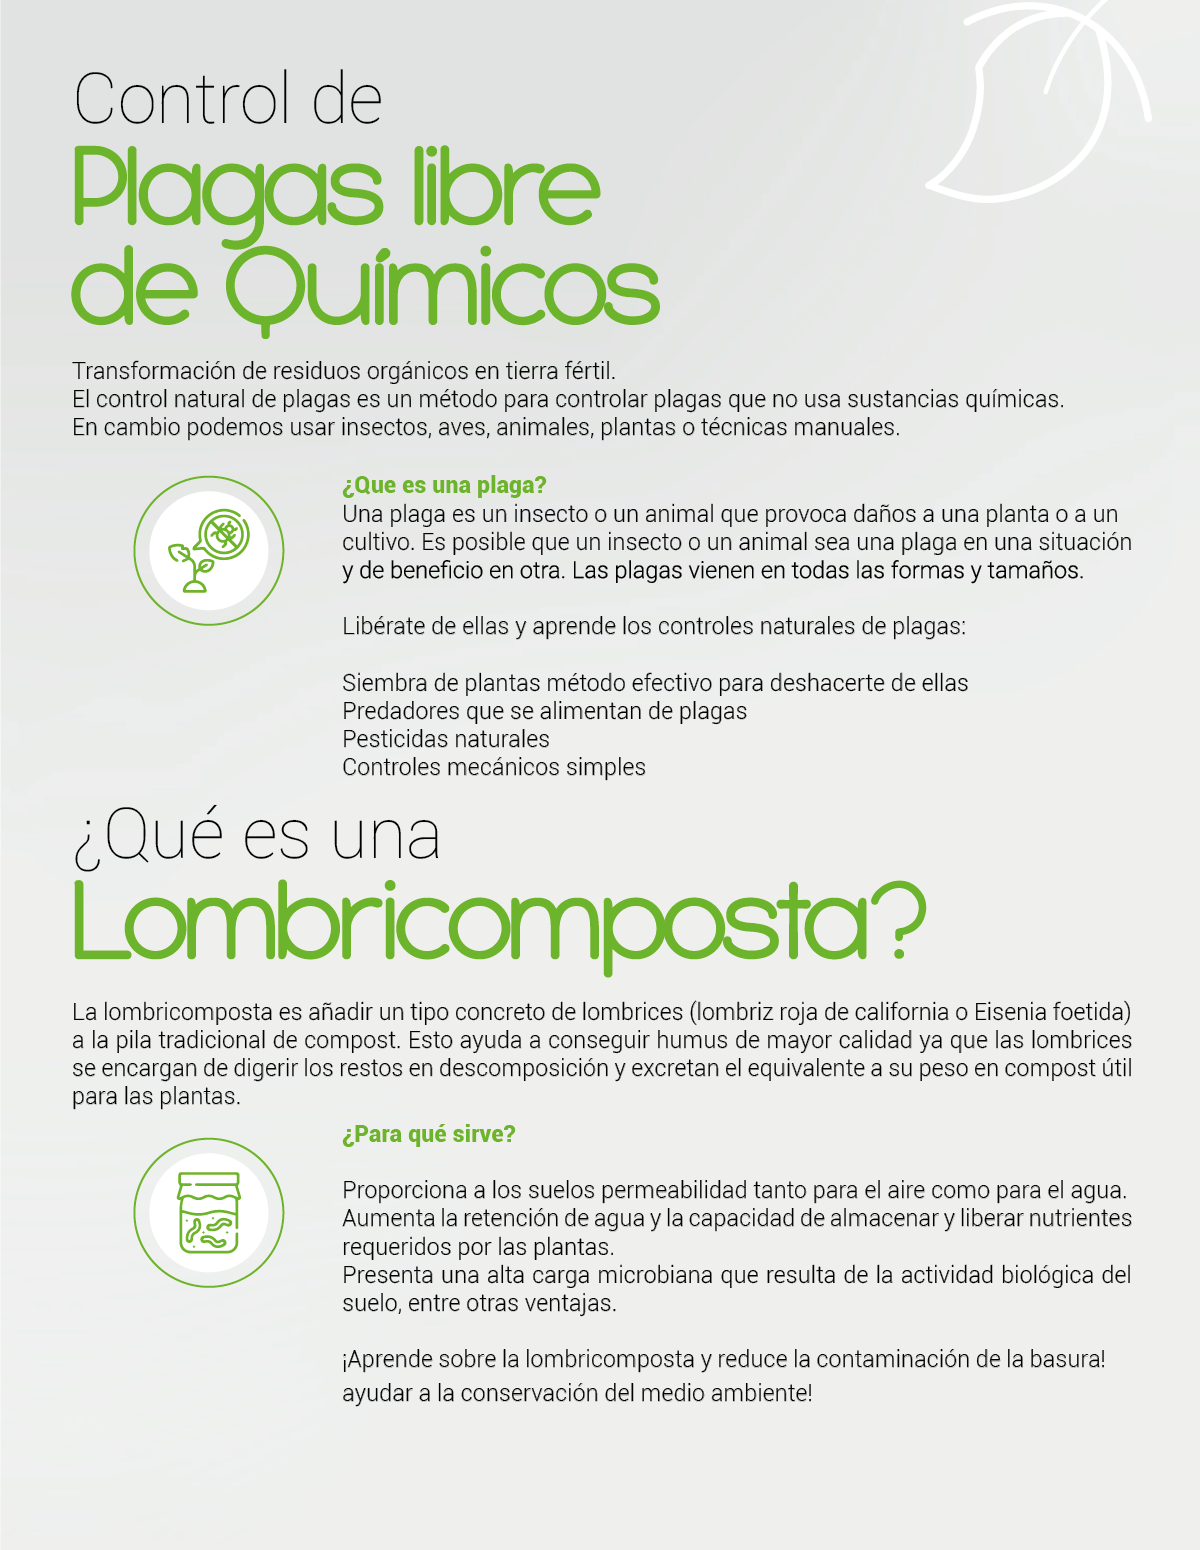 Control de
Plagas libre
de Químicos
Transformación de residuos orgánicos en tierra fértil.
El control natural de plagas es un método para controlar plagas que no usa sustancias químicas.
En cambio podemos usar insectos, aves, animales, plantas o técnicas manuales.
¿Que es una plaga?
Una plaga es un insecto o un animal que provoca daños a una planta o a un
cultivo. Es posible que un insecto o un animal sea una plaga en una situación
y de beneficio en otra. Las plagas vienen en todas las formas y tamaños.
Libérate de ellas y aprende los controles naturales de plagas:
Siembra de plantas método efectivo para deshacerte de ellas
Predadores que se alimentan de plagas
Pesticidas naturales
Controles mecánicos simples
¿Qué es una
Lombricomposta?
La lombricomposta es añadir un tipo concreto de lombrices (lombriz roja de california o Eisenia foetida)
a la pila tradicional de compost. Esto ayuda a conseguir humus de mayor calidad ya que las lombrices
se encargan de digerir los restos en descomposición y excretan el equivalente a su peso en compost útil
para las plantas.
¿Para qué sirve?
Proporciona a los suelos permeabilidad tanto para el aire como para el agua.
Aumenta la retención de agua y la capacidad de almacenar y liberar nutrientes
requeridos por las plantas.
Presenta una alta carga microbiana que resulta de la actividad biológica del
suelo, entre otras ventajas.
¡Aprende sobre la lombricomposta y reduce la contaminación de la basura!
ayudar a la conservación del medio ambiente!